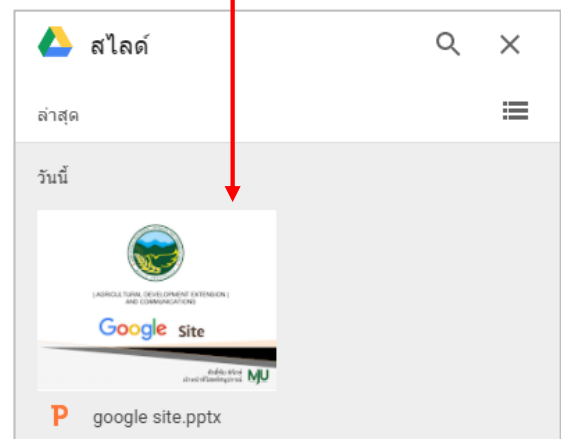 สไลด์
ล่าสุด
วันนี้
( AGRICULTURAL DEVELOPMENT EXTENSION )
AND COMMUNICATIONS
Google Site
MJU
google site.pptx